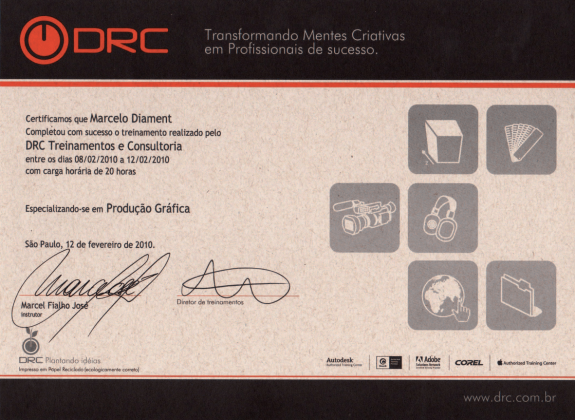 DRC
Transformando Mentes Criativas
em Profissionais de sucesso.
Certificamos que Marcelo Diament
Completou com sucesso o treinamento realizado pelo
DRC Treinamentos e Consultoria
entre os dias 08/02/2010 a 12/02/2010
com carga horária de 20 horas
Especializando-se em Produção Gráfica
São Paulo, 12 de fevereiro de 2010.
Marcel Fialho José
Instrutor
Diretor de treinamentos
DRC Plantando idéias.
Impresso em Papel Reciclado (ecologicamente correto)
Autodesk
Authorized Training Center
Adobe
COREL
Authorized Training Center
www.drc.com.br